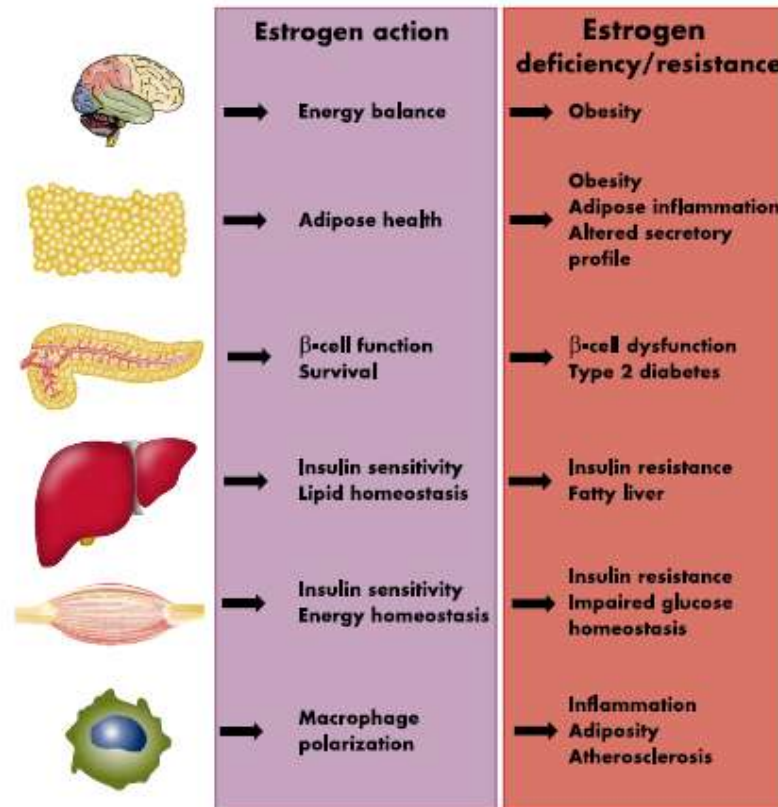 Estrogen action
Estrogen
deficiency/resistance
Energy balance
Obesity
Adipose health
Obesity
Adipose inflammation
Altered secretory
profile
β-cell function
Survival
β-cell dysfunction
Type 2 diabetes
Insulin sensitivity
Lipid homeostasis
Insulin resistance
Fatty liver
Insulin sensitivity
Energy homeostasis
Insulin resistance
Impaired glucose
homeostasis
Macrophage
polarization
Inflammation
Adiposity
Atherosclerosis